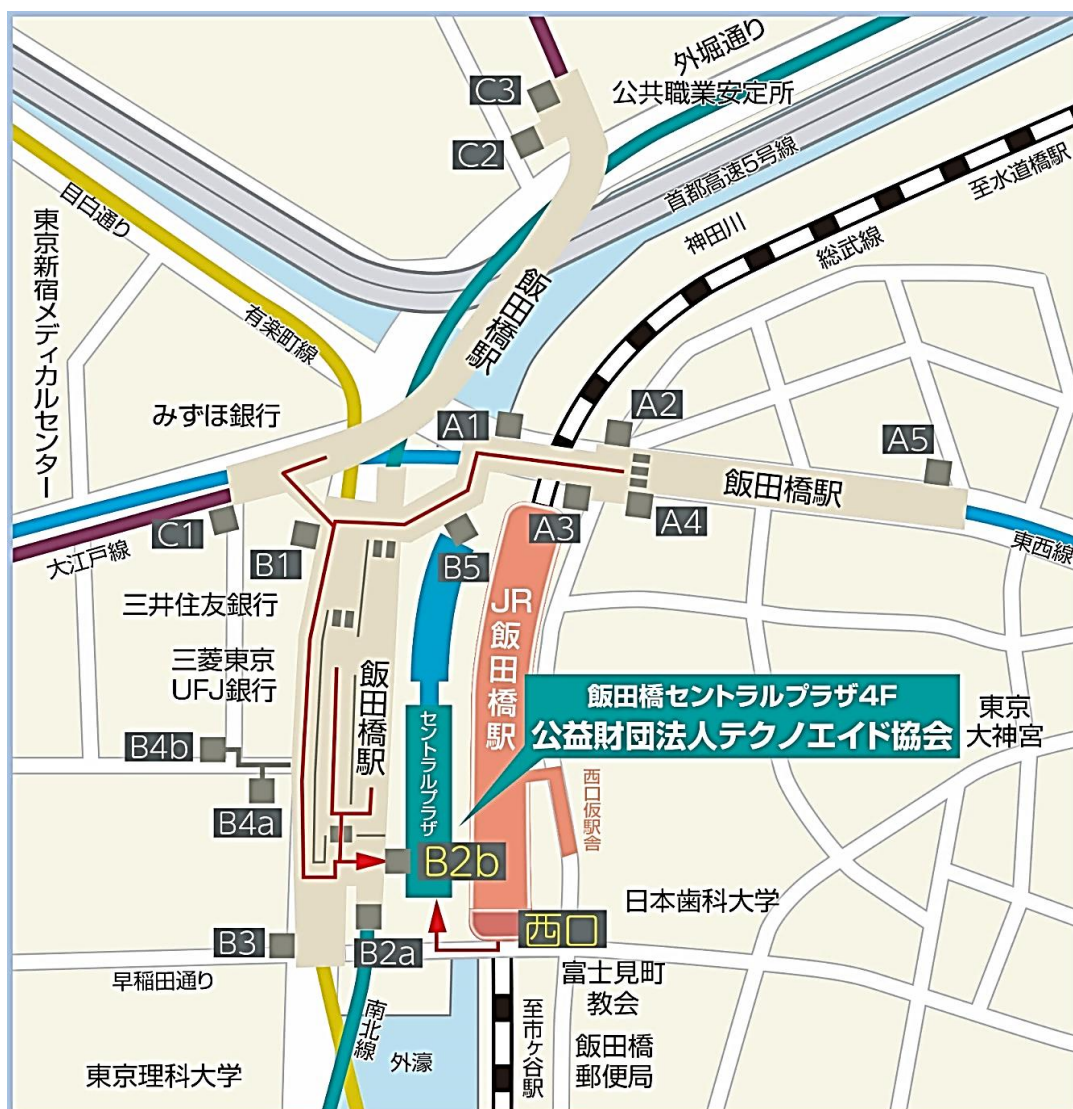 外堀通り
公共職業安定所
C3
C2
首都高速5号線
至水道橋駅
神田川
総武線
目白通り
東京新宿メディカルセンター
有楽町線
飯田橋駅
みずほ銀行
A1
A2
A5
飯田橋駅
A3
A4
東西線
C1
大江戸線
B1
B5
三井住友銀行
三菱東京
UFJ銀行
飯田橋駅
JR飯田橋駅
セントラルプラザ
飯田橋セントラルプラザ4F
公益財団法人テクノエイド協会
東京
大神宮
西口仮駅舎
B4b
B4a
B2b
日本歯科大学
西口
B3
B2a
早稲田通り
富士見町
教会
南北線
外濠
至市ヶ谷駅
飯田橋
郵便局
東京理科大学